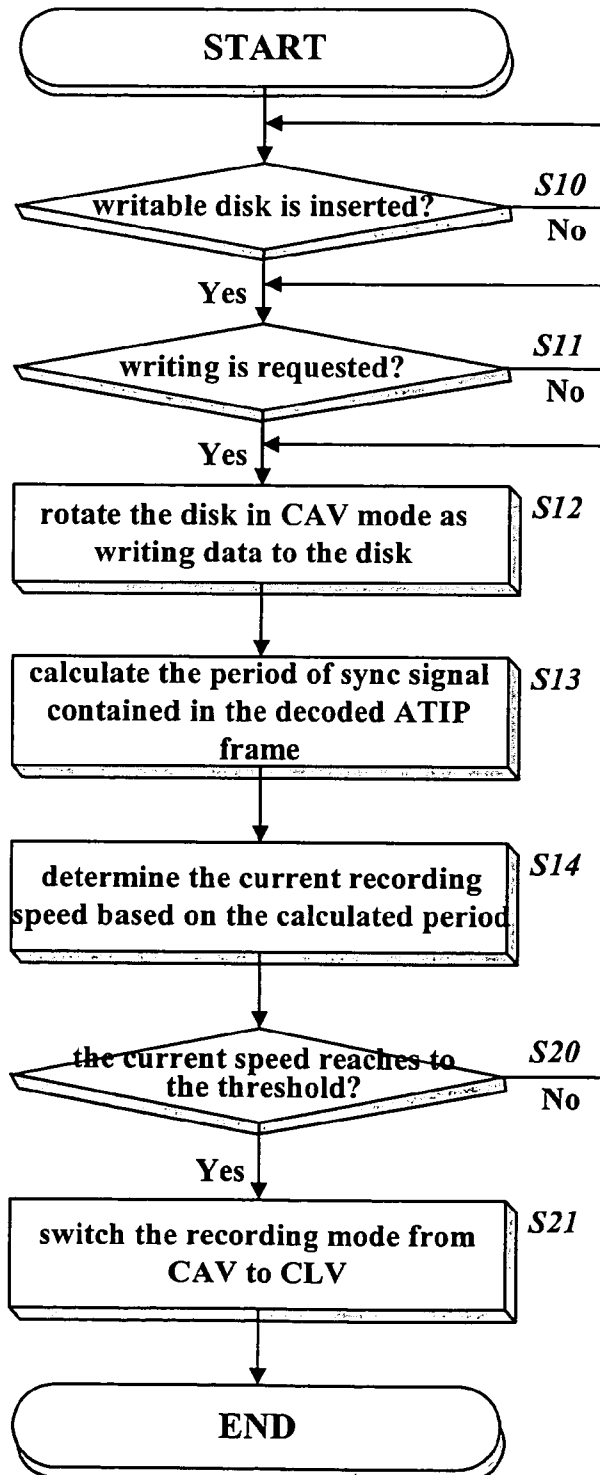 START
writable disk is inserted?
S10
No
Yes
writing is requested?
S11
No
Yes
rotate the disk in CAV mode as
writing data to the disk
S12
calculate the period of sync signal
contained in the decoded ATIP
frame
S13
determine the current recording
speed based on the calculated period
S14
the current speed reaches to
the threshold?
S20
No
Yes
switch the recording mode from
CAV to CLV
S21
END